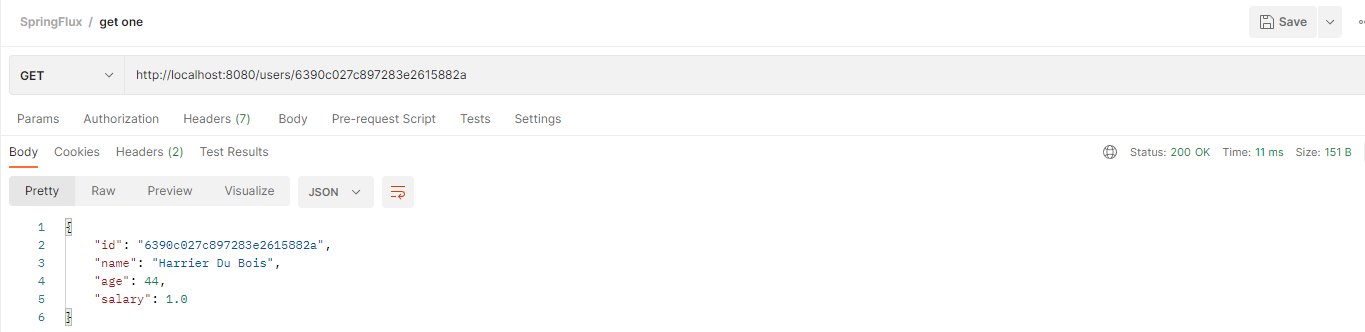 SpringFlux / get one
Save
GET http://localhost:8080/users/6390c027c897283e2615882a
Params Authorization Headers (7) Body Pre-request Script Tests Settings
Body Cookies Headers (2) Test Results Status: 200 OK Time: 11 ms Size: 151 B
Pretty Raw Preview Visualize JSON
1 {
2 "id": "6390c027c897283e2615882a",
3 "name": "Harrier Du Bois",
4 "age": 44,
5 "salary": 1.0
6 }